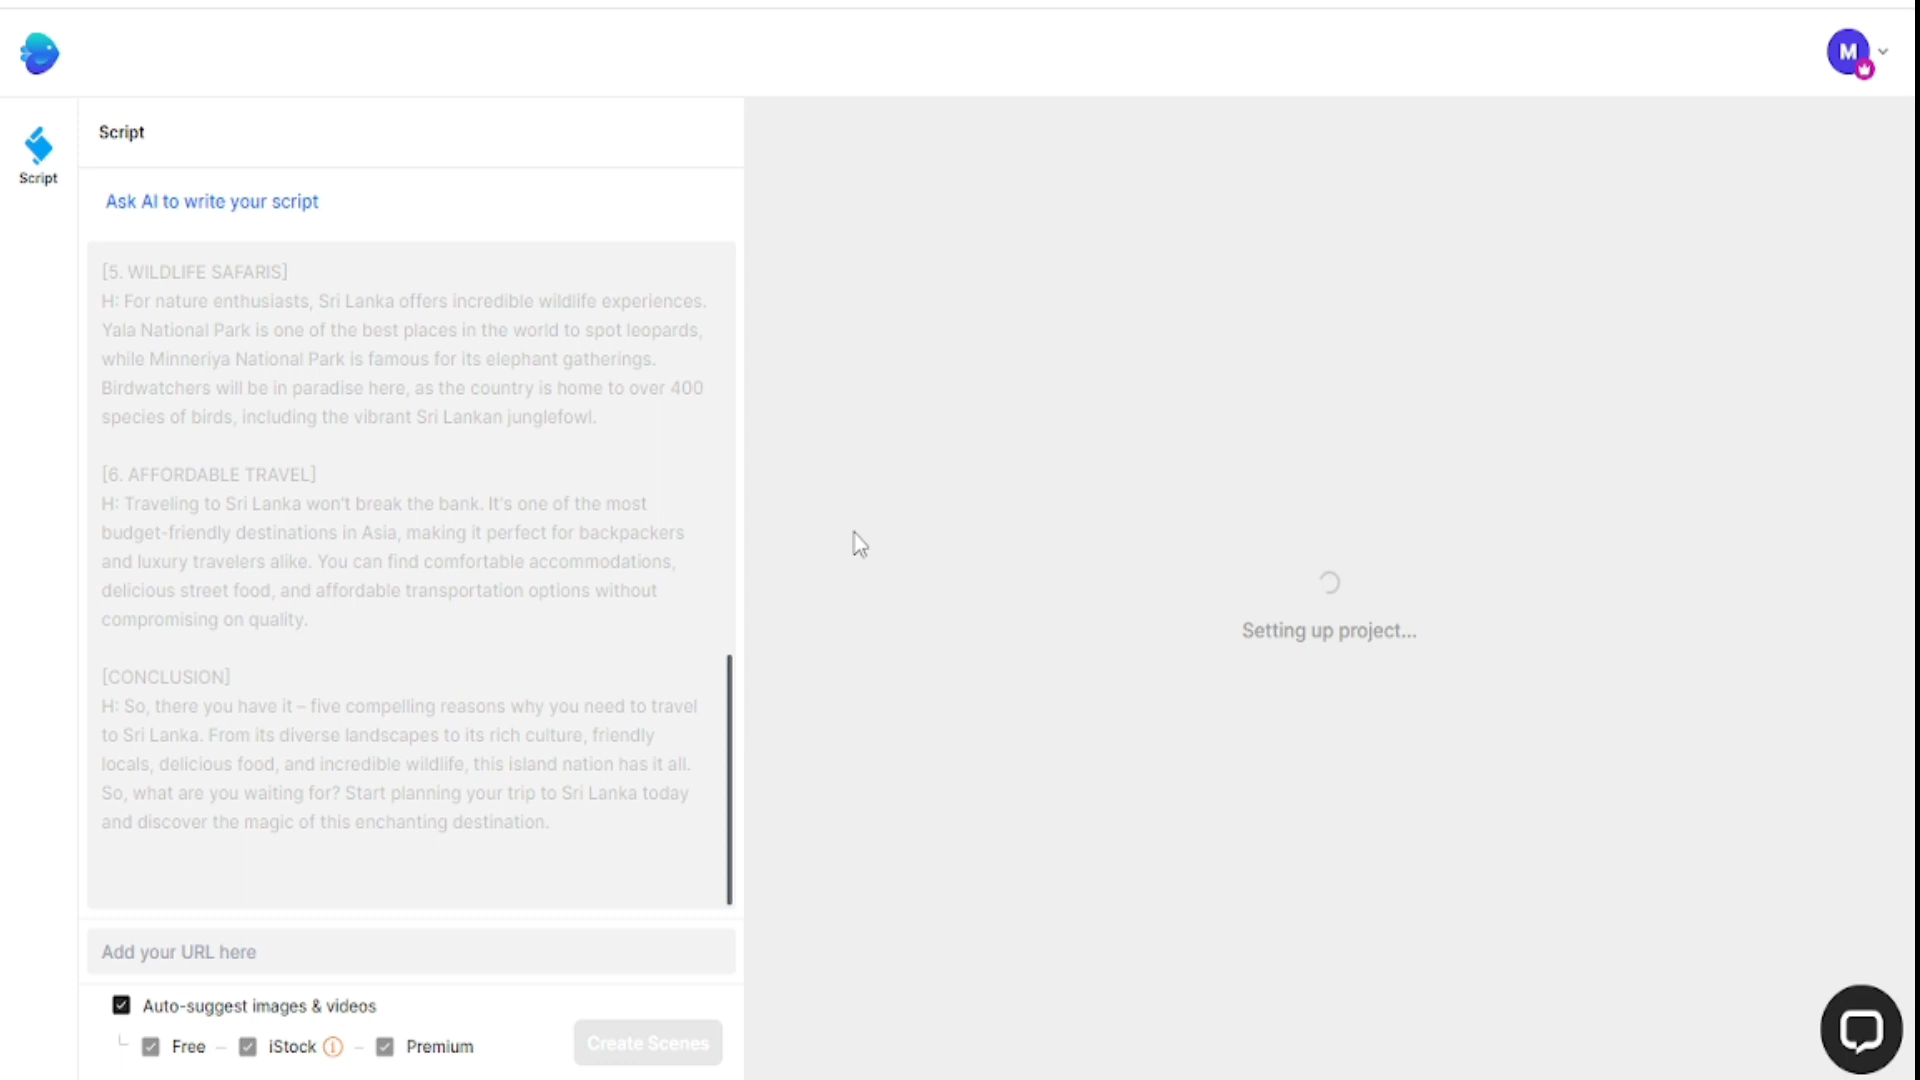 M
Script
Script
Ask AI to write your script
[5. WILDLIFE SAFARIS]
H: For nature enthusiasts, Sri Lanka offers incredible wildlife experiences.
Yala National Park is one of the best places in the world to spot leopards,
while Minneriya National Park is famous for its elephant gatherings.
Birdwatchers will be in paradise here, as the country is home to over 400
species of birds, including the vibrant Sri Lankan junglefowl.
[6. AFFORDABLE TRAVEL]
H: Traveling to Sri Lanka won't break the bank. It's one of the most
budget-friendly destinations in Asia, making it perfect for backpackers
and luxury travelers alike. You can find comfortable accommodations,
delicious street food, and affordable transportation options without
compromising on quality.
[CONCLUSION]
H: So, there you have it – five compelling reasons why you need to travel
to Sri Lanka. From its diverse landscapes to its rich culture, friendly
locals, delicious food, and incredible wildlife, this island nation has it all.
So, what are you waiting for? Start planning your trip to Sri Lanka today
and discover the magic of this enchanting destination.
Add your URL here
Auto-suggest images & videos
Free – iStock – Premium
Create Scenes
Setting up project...